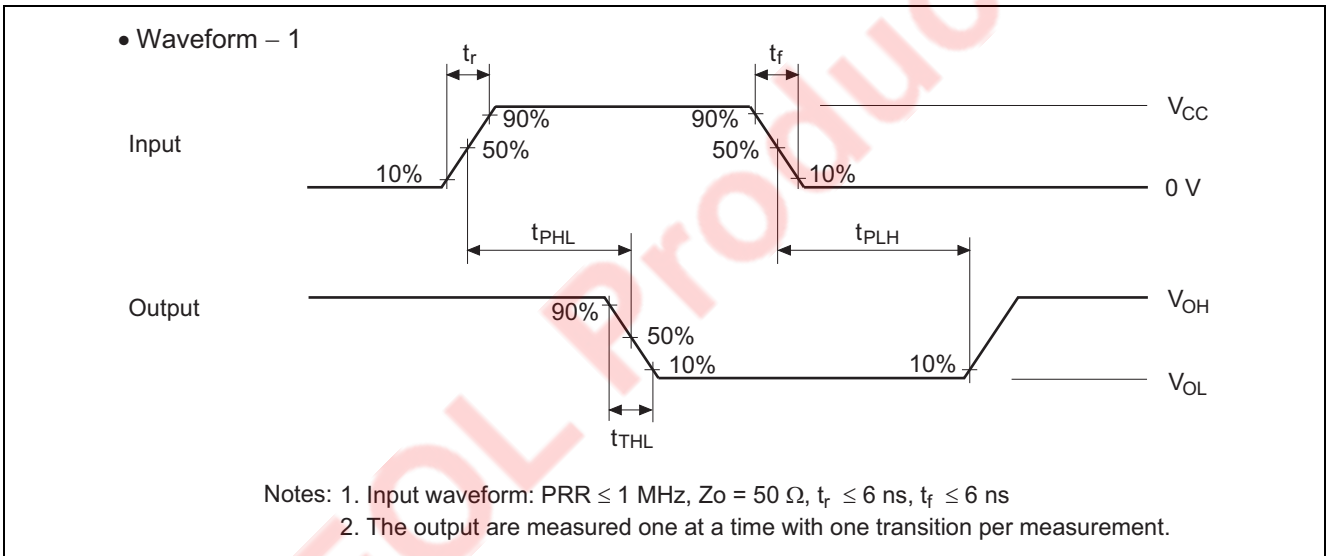 • Waveform – 1
tr
tf
Input
10%
50%
90%
90%
50%
10%
VCC
0 V
tPHL
tPLH
Output
90%
50%
10%
10%
VOH
VOL
tTHL
Notes: 1. Input waveform: PRR ≤ 1 MHz, Zo = 50 Ω, tr ≤ 6 ns, tf ≤ 6 ns
2. The output are measured one at a time with one transition per measurement.
OL Produc